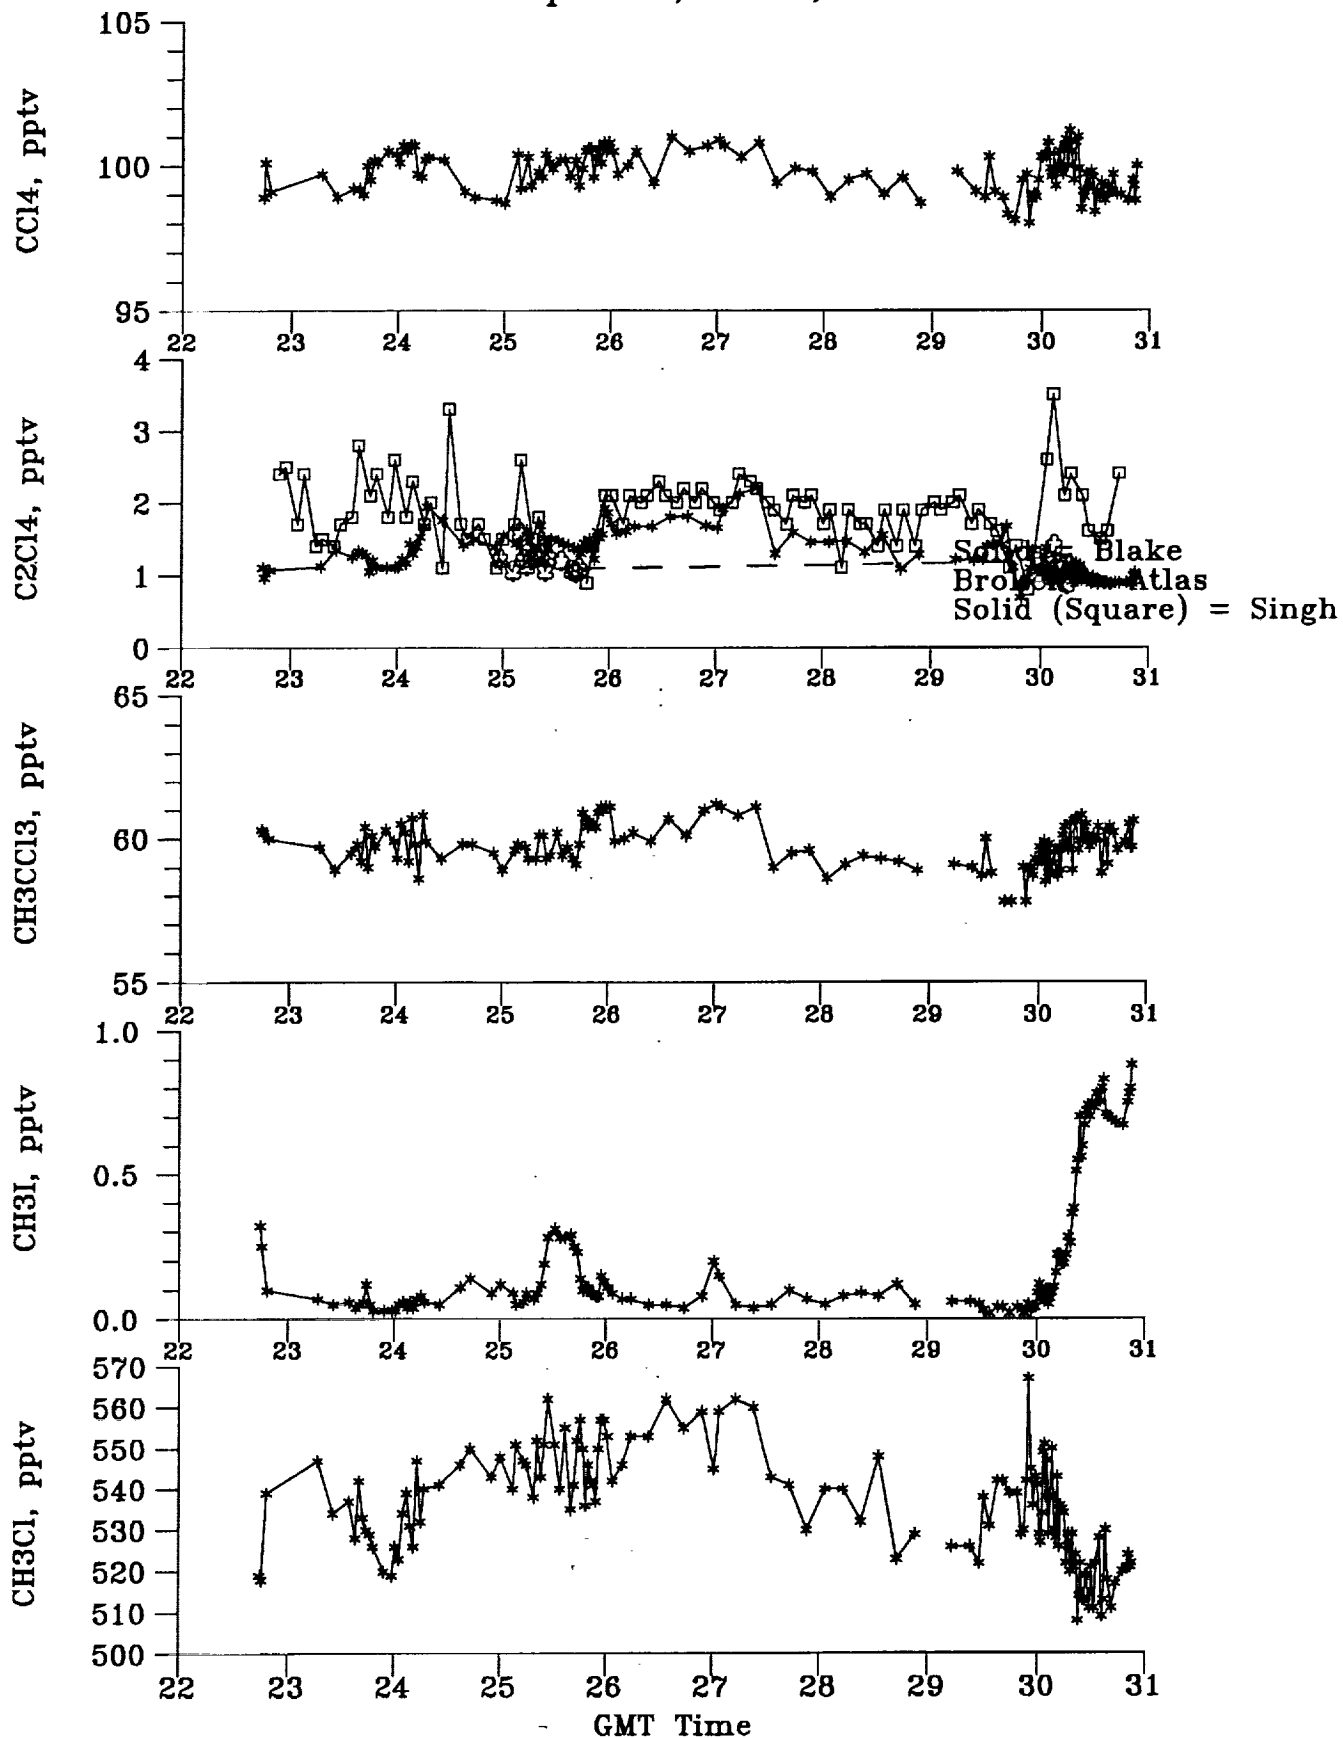 105
100
95
CCl4, pptv
22 23 24 25 26 27 28 29 30 31
4
3
2
1
0
C2Cl4, pptv
Blake
Atlas
Solid (Square) = Singh
22 23 24 25 26 27 28 29 30 31
65
60
55
CH3CCl3, pptv
22 23 24 25 26 27 28 29 30 31
1.0
0.5
0.0
CH3I, pptv
22 23 24 25 26 27 28 29 30 31
570
560
550
540
530
520
510
500
CH3Cl, pptv
22 23 24 25 26 27 28 29 30 31
GMT Time